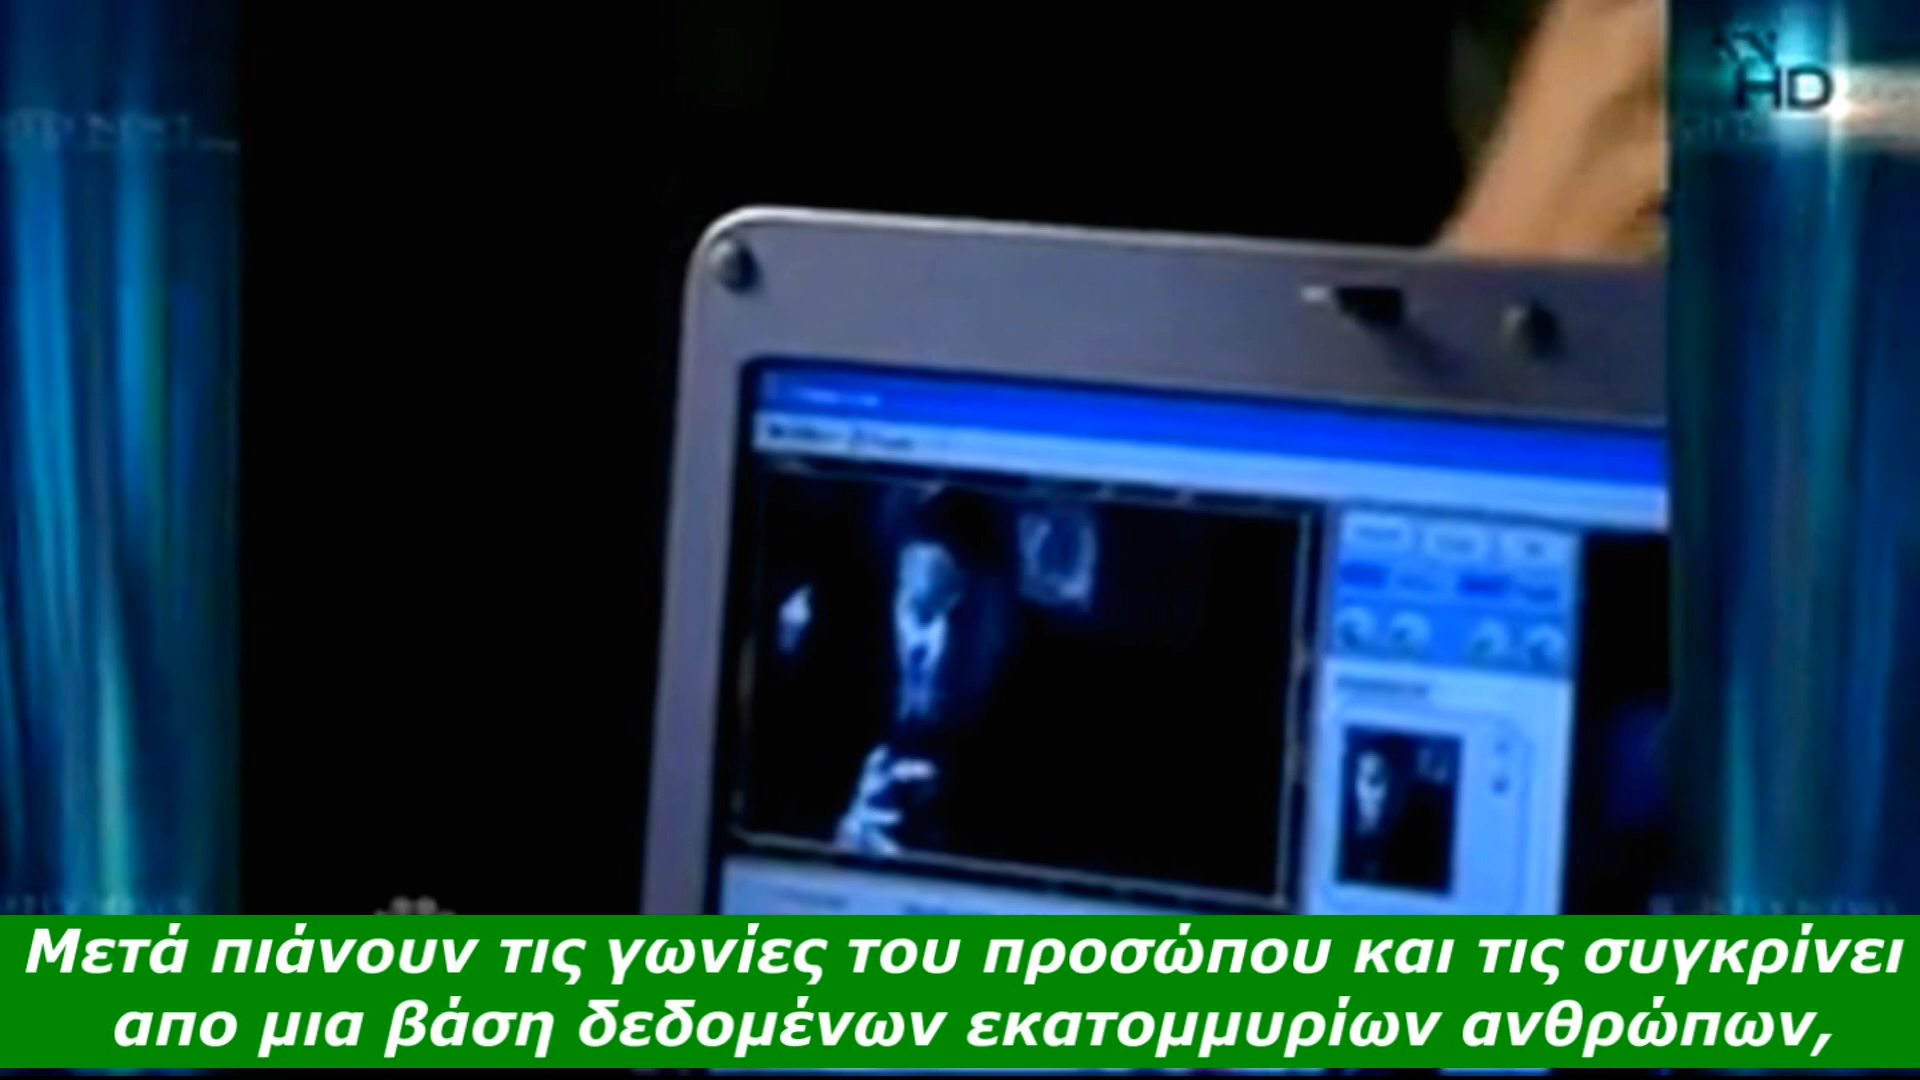 HD
Μετά πιάνουν τις γωνίες του προσώπου και τις συγκρίνει
απο μια βάση δεδομένων εκατομμυρίων ανθρώπων,